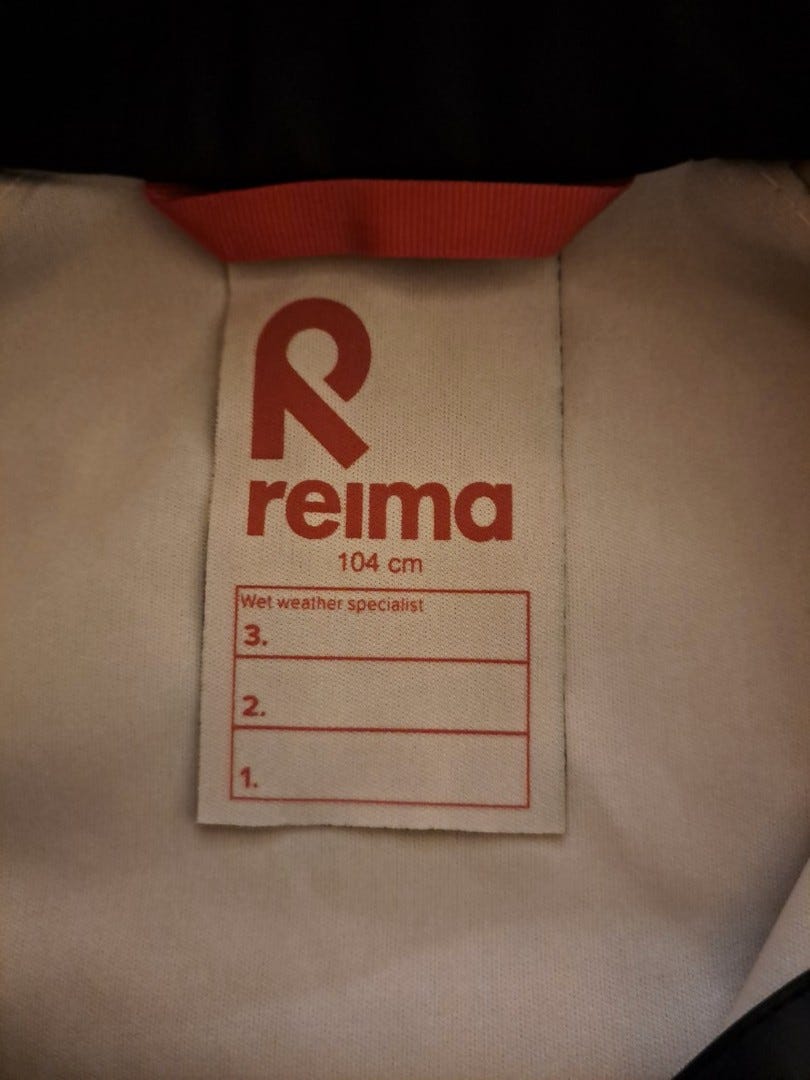 reima
104 cm
Wet weather specialist
3.
2.
1.